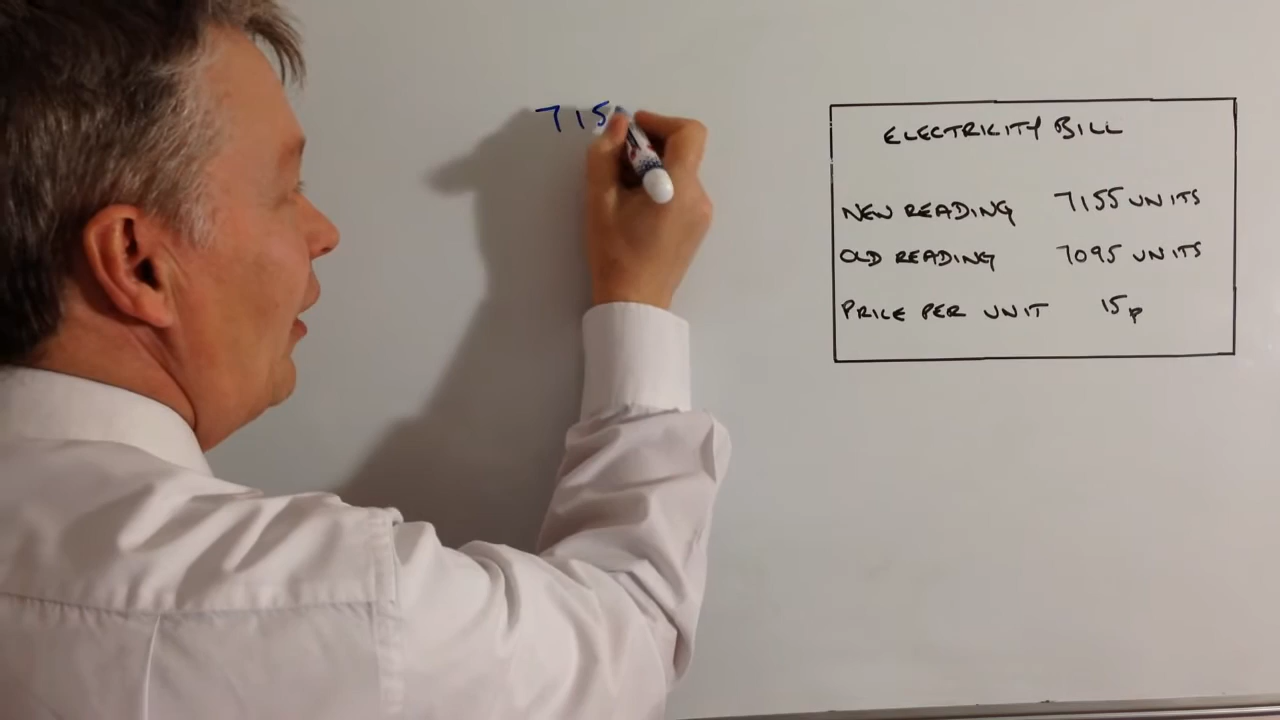 715
ELECTRICITY BILL
NEW READING 7155 UNITS
OLD READING 7095 UNITS
PRICE PER UNIT 15p